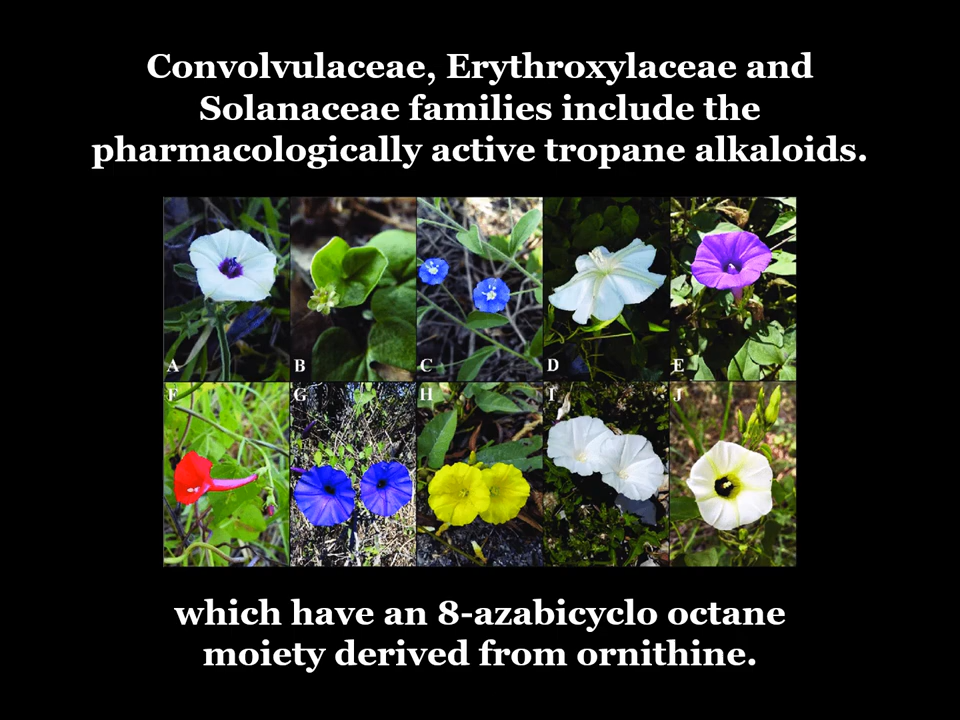 Convolvulaceae, Erythroxylaceae and
Solanaceae families include the
pharmacologically active tropane alkaloids.
A B C D E
F G H I J
which have an 8-azabicyclo octane
moiety derived from ornithine.